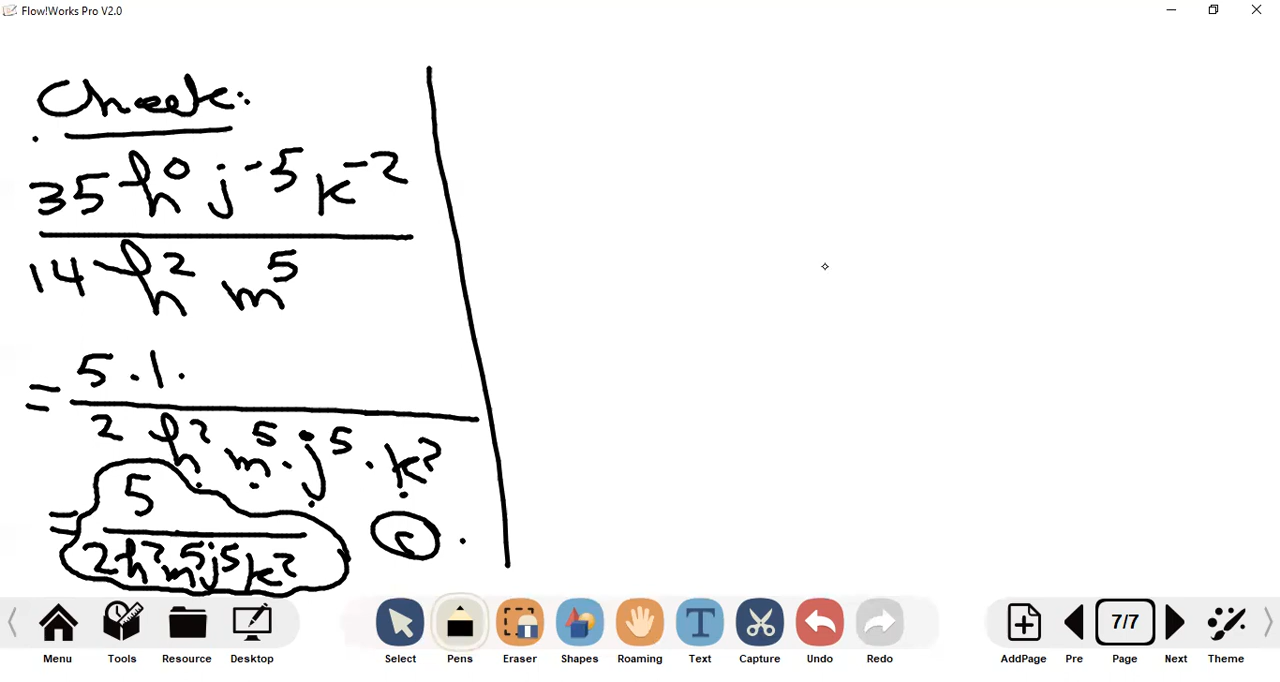 Flow!Works Pro V2.0
Check:
35 h⁰ j⁻⁵ k⁻²
14 h² m⁵
= 5 · 1 ·
2 h² m⁵ · j⁵ · k²
= 5
2h²m⁵j⁵k² C
Menu Tools Resource Desktop Select Pens Eraser Shapes Roaming Text Capture Undo Redo AddPage Pre 7/7 Page Next Theme